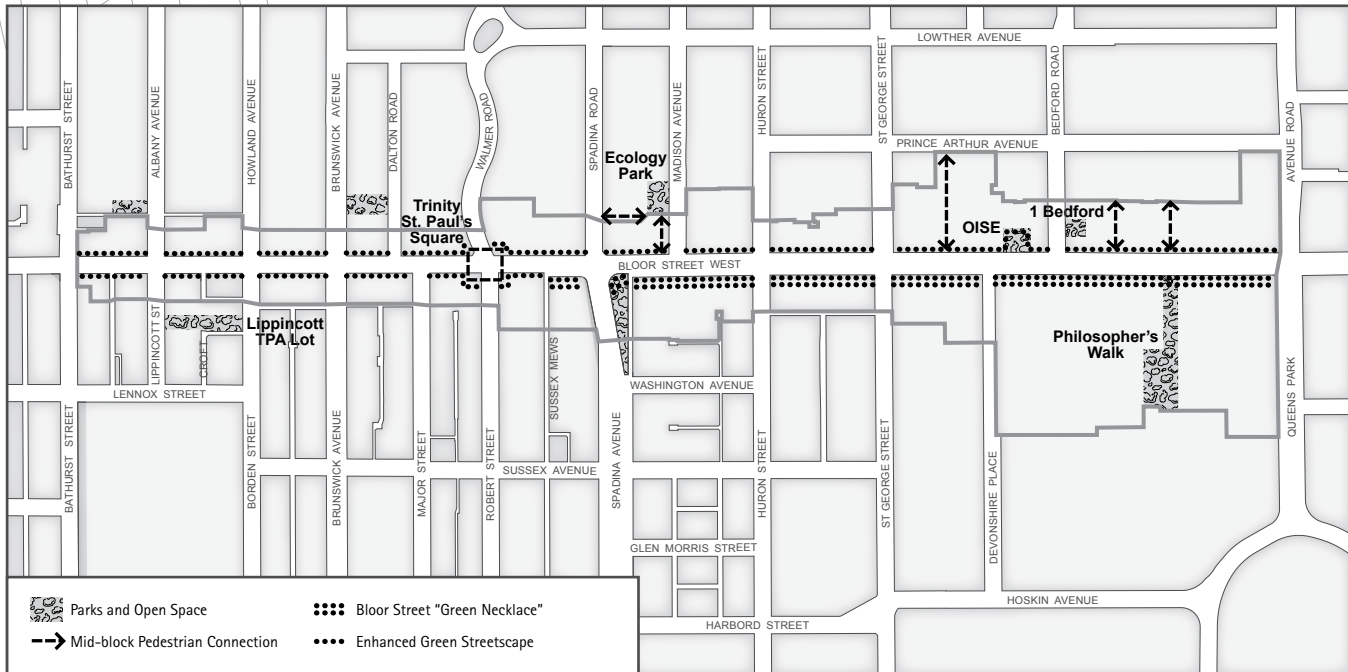 LOWTHER AVENUE
BATHURST STREET
ALBANY AVENUE
HOWLAND AVENUE
BRUNSWICK AVENUE
DALTON ROAD
WALMER ROAD
SPADINA ROAD
MADISON AVENUE
HURON STREET
ST GEORGE STREET
BEDFORD ROAD
AVENUE ROAD
PRINCE ARTHUR AVENUE
Ecology
Park
Trinity
St. Paul's
Square
OISE
1 Bedford
BLOOR STREET WEST
Lippincott
TPA Lot
Philosopher's
Walk
LIPPINCOTT ST
CROFT
LENNOX STREET
SUSSEX MEWS
WASHINGTON AVENUE
BATHURST STREET
BORDEN STREET
BRUNSWICK AVENUE
MAJOR STREET
ROBERT STREET
SUSSEX AVENUE
SPADINA AVENUE
HURON STREET
ST GEORGE STREET
DEVONSHIRE PLACE
QUEENS PARK
GLEN MORRIS STREET
HOSKIN AVENUE
HARBORD STREET
Parks and Open Space
Bloor Street "Green Necklace"
Mid-block Pedestrian Connection
Enhanced Green Streetscape